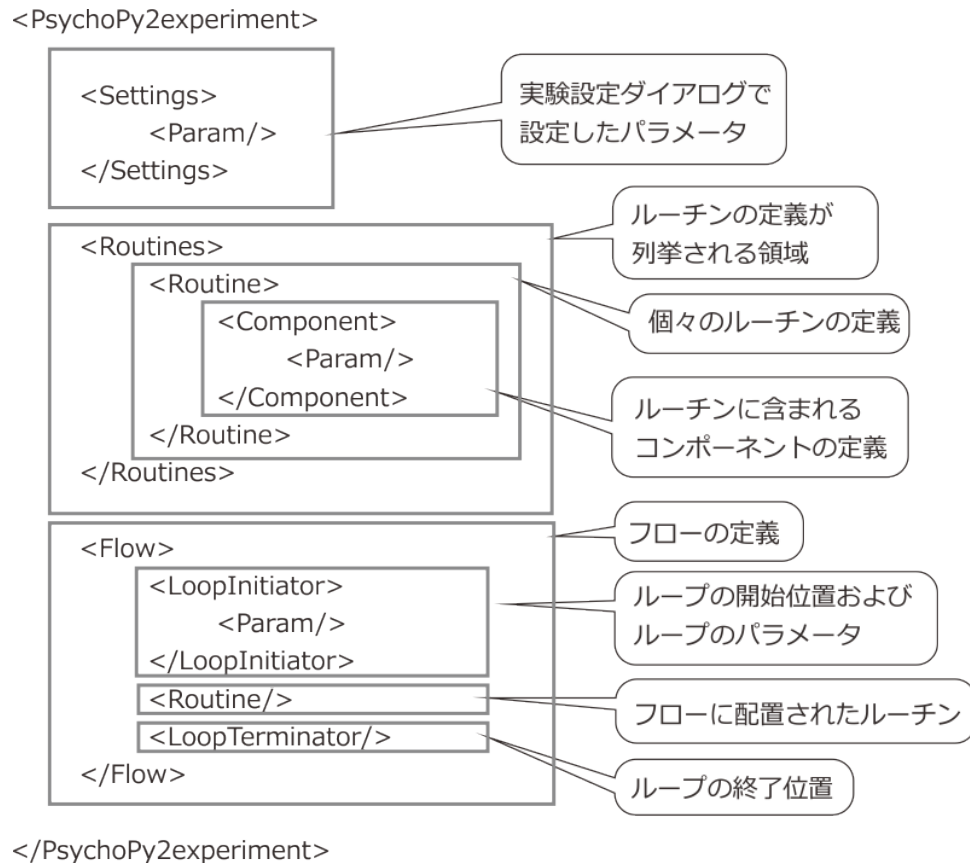 <PsychoPy2experiment>
<Settings>
<Param/>
</Settings>
実験設定ダイアログで
設定したパラメータ
<Routines>
ルーチンの定義が
列挙される領域
<Routine>
個々のルーチンの定義
<Component>
<Param/>
</Component>
ルーチンに含まれる
コンポーネントの定義
</Routine>
</Routines>
<Flow>
フローの定義
<LoopInitiator>
<Param/>
</LoopInitiator>
ループの開始位置および
ループのパラメータ
<Routine/>
フローに配置されたルーチン
<LoopTerminator/>
ループの終了位置
</Flow>
</PsychoPy2experiment>